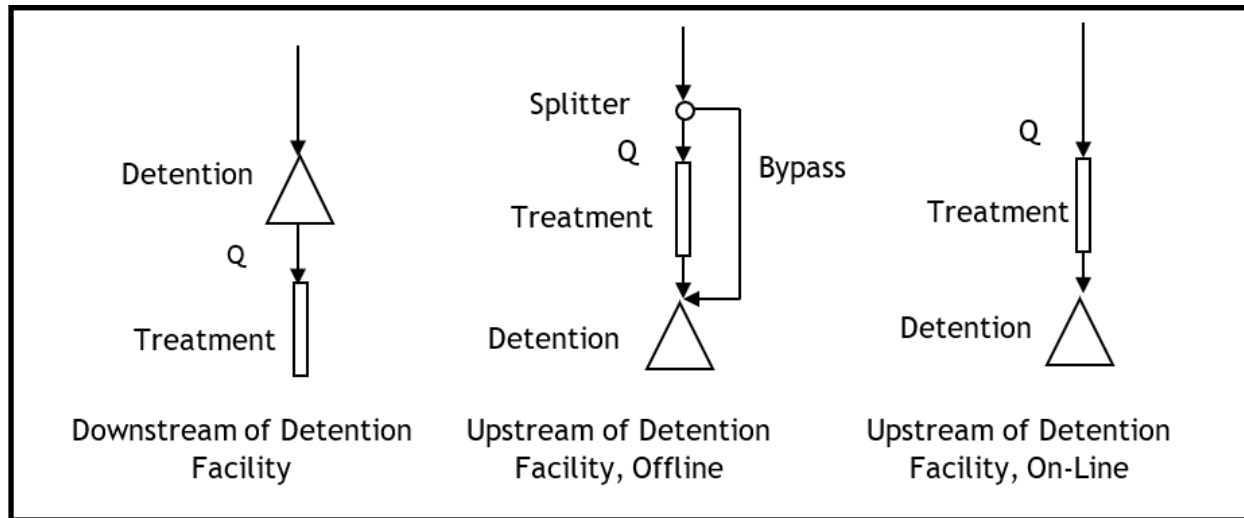 Detention
Q
Treatment
Downstream of Detention
Facility
Splitter
Q
Bypass
Treatment
Detention
Upstream of Detention
Facility, Offline
Q
Treatment
Detention
Upstream of Detention
Facility, On-Line